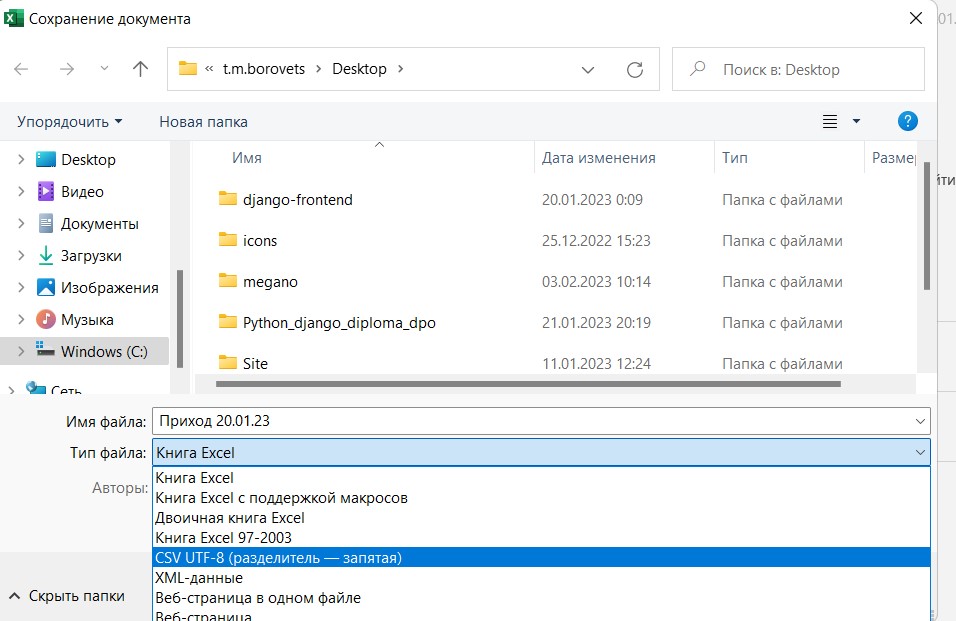 Сохранение документа
01.
« t.m.borovets > Desktop >
Поиск в: Desktop
Упорядочить
Новая папка
?
Имя
Дата изменения
Тип
Desktop
Видео
Документы
Загрузки
Изображения
Музыка
Windows (C:)
Сеть
django-frontend 20.01.2023 0:09 Папка с файлами
icons 25.12.2022 15:23 Папка с файлами
megano 03.02.2023 10:14 Папка с файлами
Python_django_diploma_dpo 21.01.2023 20:19 Папка с файлами
Site 11.01.2023 12:24 Папка с файлами
Имя файла: Приход 20.01.23
Тип файла: Книга Excel
Авторы:
Книга Excel
Книга Excel с поддержкой макросов
Двоичная книга Excel
Книга Excel 97-2003
CSV UTF-8 (разделитель — запятая)
XML-данные
Веб-страница в одном файле
Веб-страница
Скрыть папки